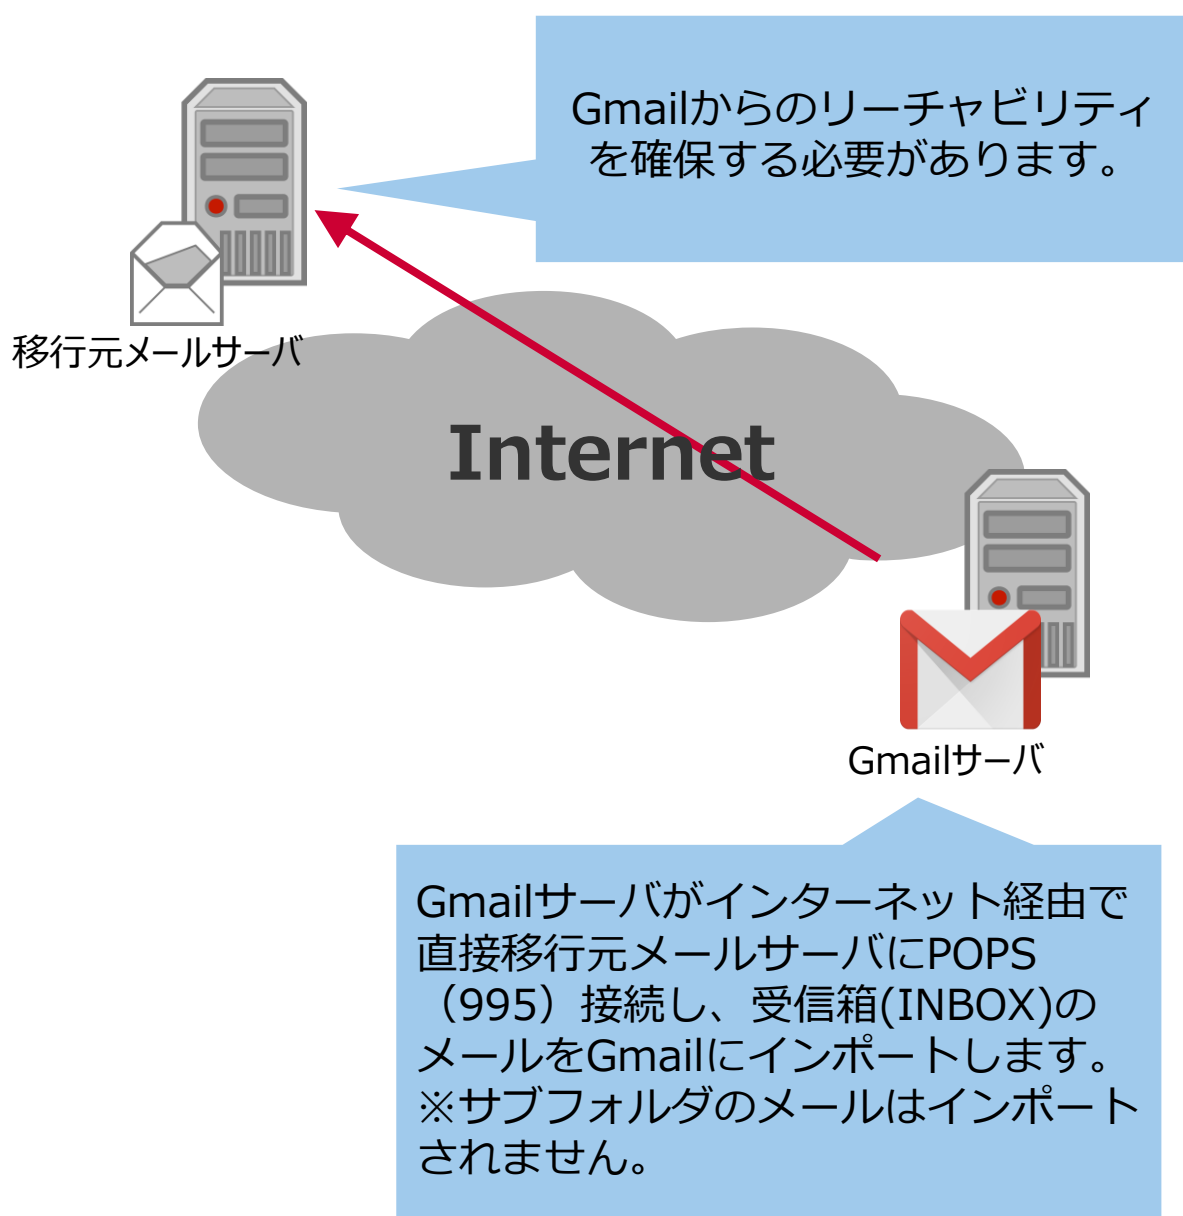 Gmailからのリーチャビリティ
を確保する必要があります。
移行元メールサーバ
Internet
Gmailサーバ
Gmailサーバがインターネット経由で
直接移行元メールサーバにPOPS
（995）接続し、受信箱(INBOX)の
メールをGmailにインポートします。
※サブフォルダのメールはインポート
されません。